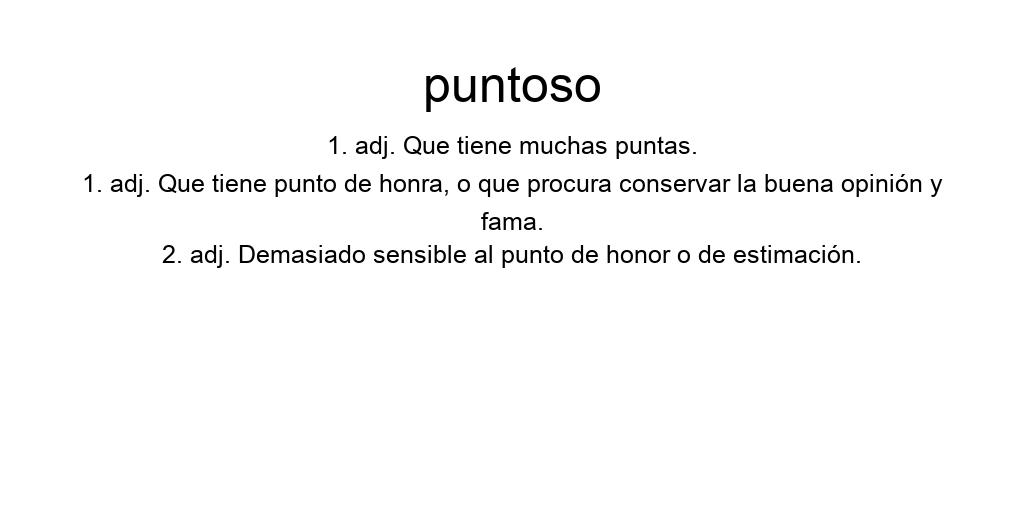 puntoso
1. adj. Que tiene muchas puntas.
1. adj. Que tiene punto de honra, o que procura conservar la buena opinión y
fama.
2. adj. Demasiado sensible al punto de honor o de estimación.